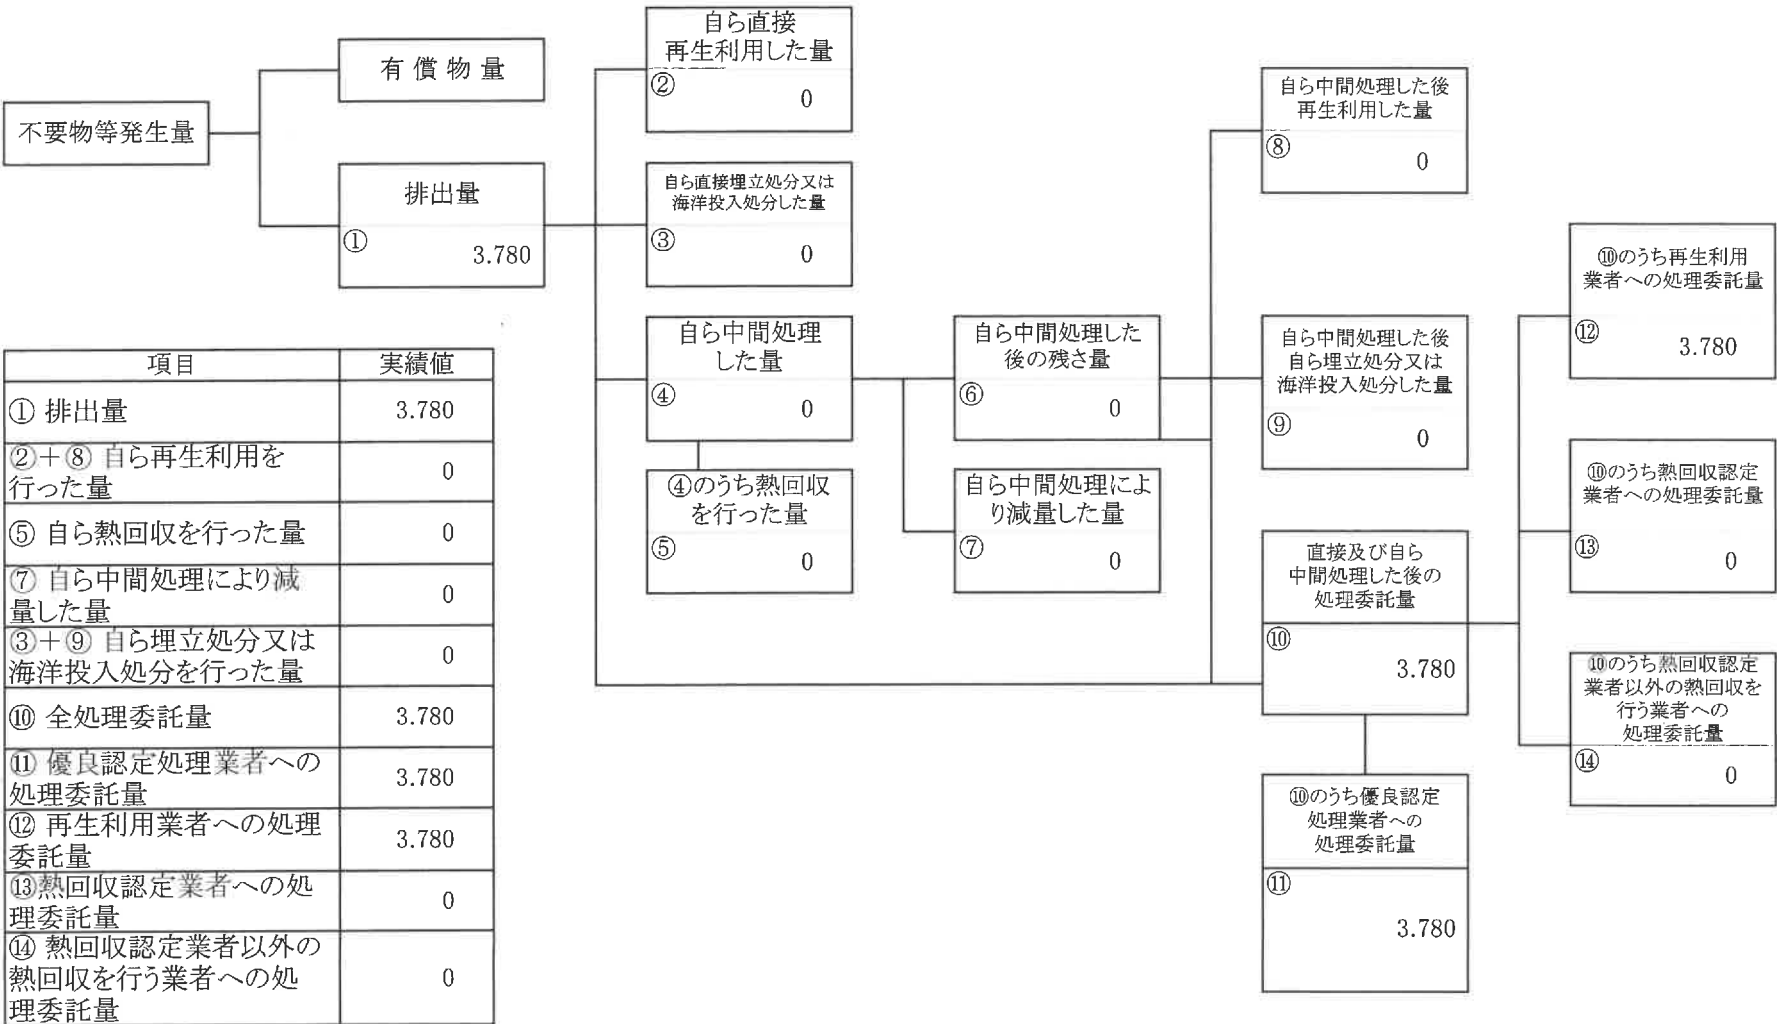 不要物等発生量
有償物量
排出量
①
3.780
自ら直接
再生利用した量
②
0
自ら直接埋立処分又は
海洋投入処分した量
③
0
自ら中間処理
した量
④
0
④のうち熱回収
を行った量
⑤
0
自ら中間処理した
後の残さ量
⑥
0
自ら中間処理によ
り減量した量
⑦
0
自ら中間処理した後
再生利用した量
⑧
0
自ら中間処理した後
自ら埋立処分又は
海洋投入処分した量
⑨
0
直接及び自ら
中間処理した後の
処理委託量
⑩
3.780
⑩のうち優良認定
処理業者への
処理委託量
⑪
3.780
⑩のうち再生利用
業者への処理委託量
⑫
3.780
⑩のうち熱回収認定
業者への処理委託量
⑬
0
⑩のうち熱回収認定
業者以外の熱回収を
行う業者への
処理委託量
⑭
0
項目 実績値
① 排出量 3.780
②+⑧ 自ら再生利用を
行った量 0
⑤ 自ら熱回収を行った量 0
⑦ 自ら中間処理により減
量した量 0
③+⑨ 自ら埋立処分又は
海洋投入処分を行った量 0
⑩ 全処理委託量 3.780
⑪ 優良認定処理業者への
処理委託量 3.780
⑫ 再生利用業者への処理
委託量 3.780
⑬熱回収認定業者への処
理委託量 0
⑭ 熱回収認定業者以外の
熱回収を行う業者への処
理委託量 0